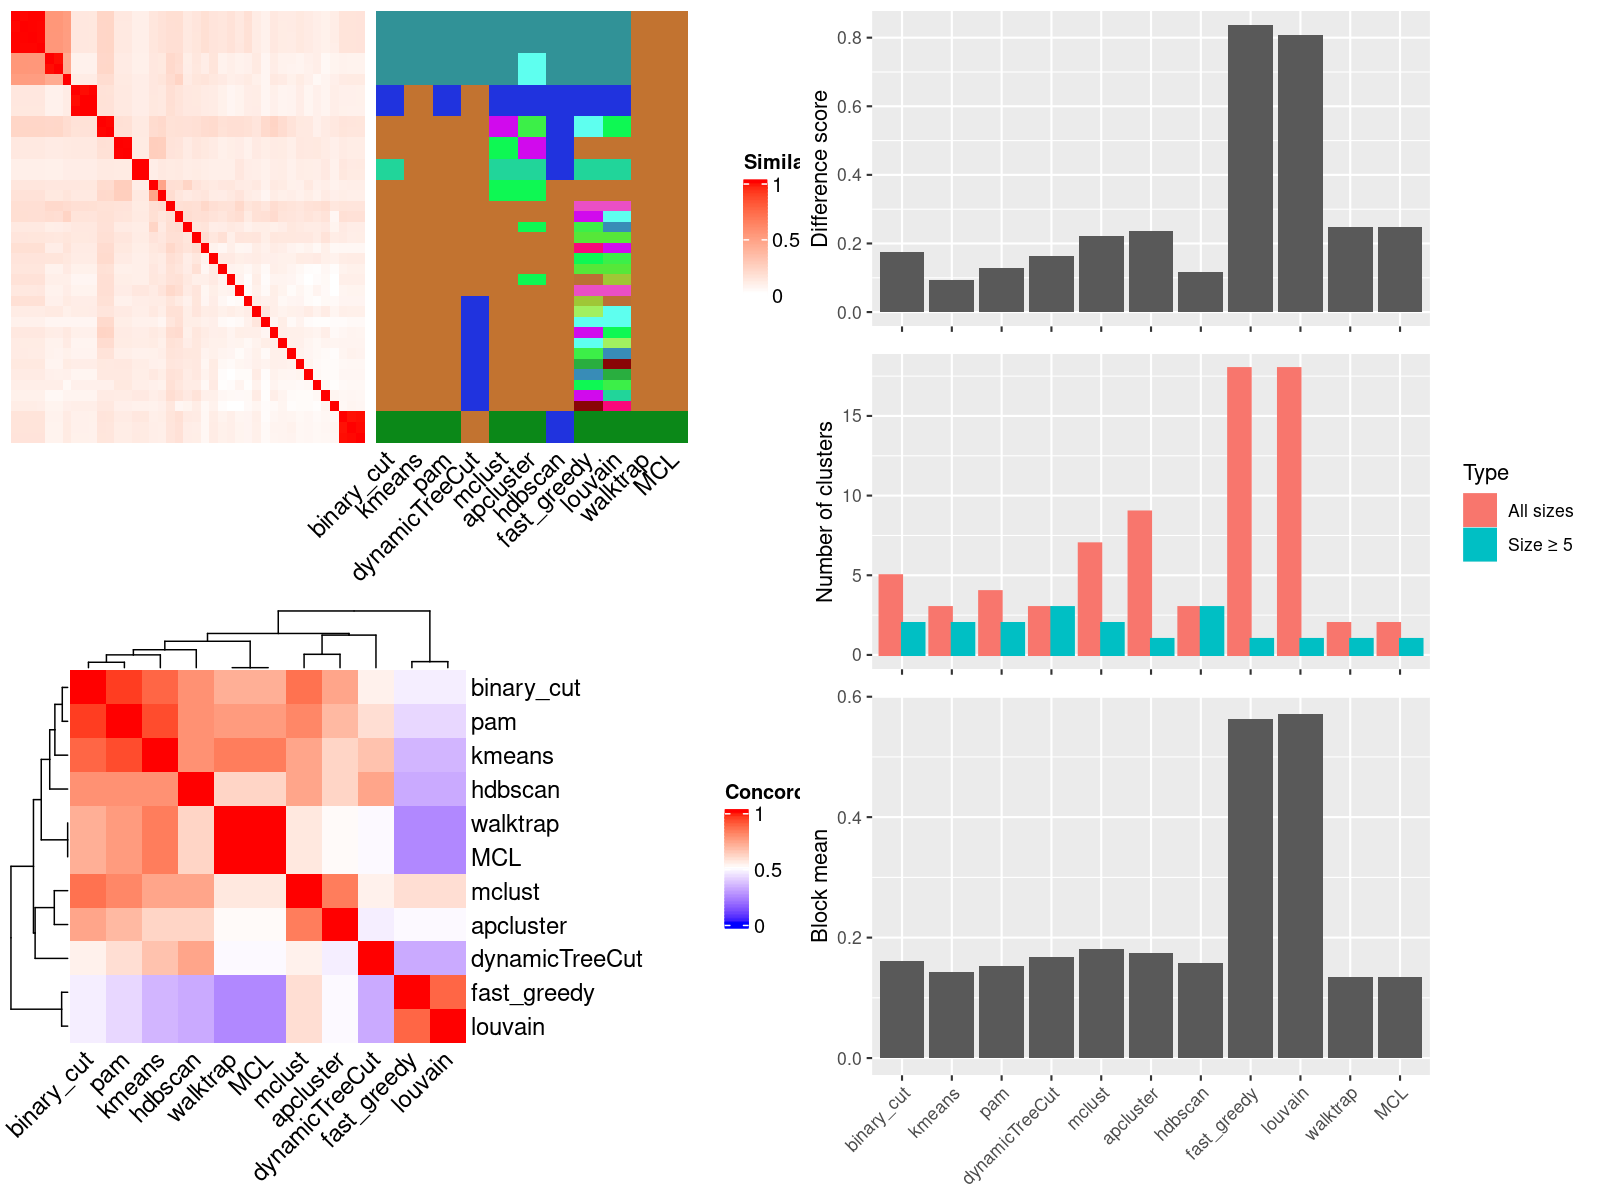 Simila
1
0.5
0
binary_cut
kmeans
pam
dynamicTreeCut
mclust
apcluster
hdbscan
fast_greedy
louvain
walktrap
MCL
binary_cut
pam
kmeans
hdbscan
walktrap
MCL
mclust
apcluster
dynamicTreeCut
fast_greedy
louvain
Concord
1
0.5
0
binary_cut
pam
kmeans
hdbscan
walktrap
MCL
mclust
apcluster
dynamicTreeCut
fast_greedy
louvain
Difference score
0.8
0.6
0.4
0.2
0.0
Number of clusters
15
10
5
0
Type
All sizes
Size ≥ 5
Block mean
0.6
0.4
0.2
0.0
binary_cut
kmeans
pam
dynamicTreeCut
mclust
apcluster
hdbscan
fast_greedy
louvain
walktrap
MCL